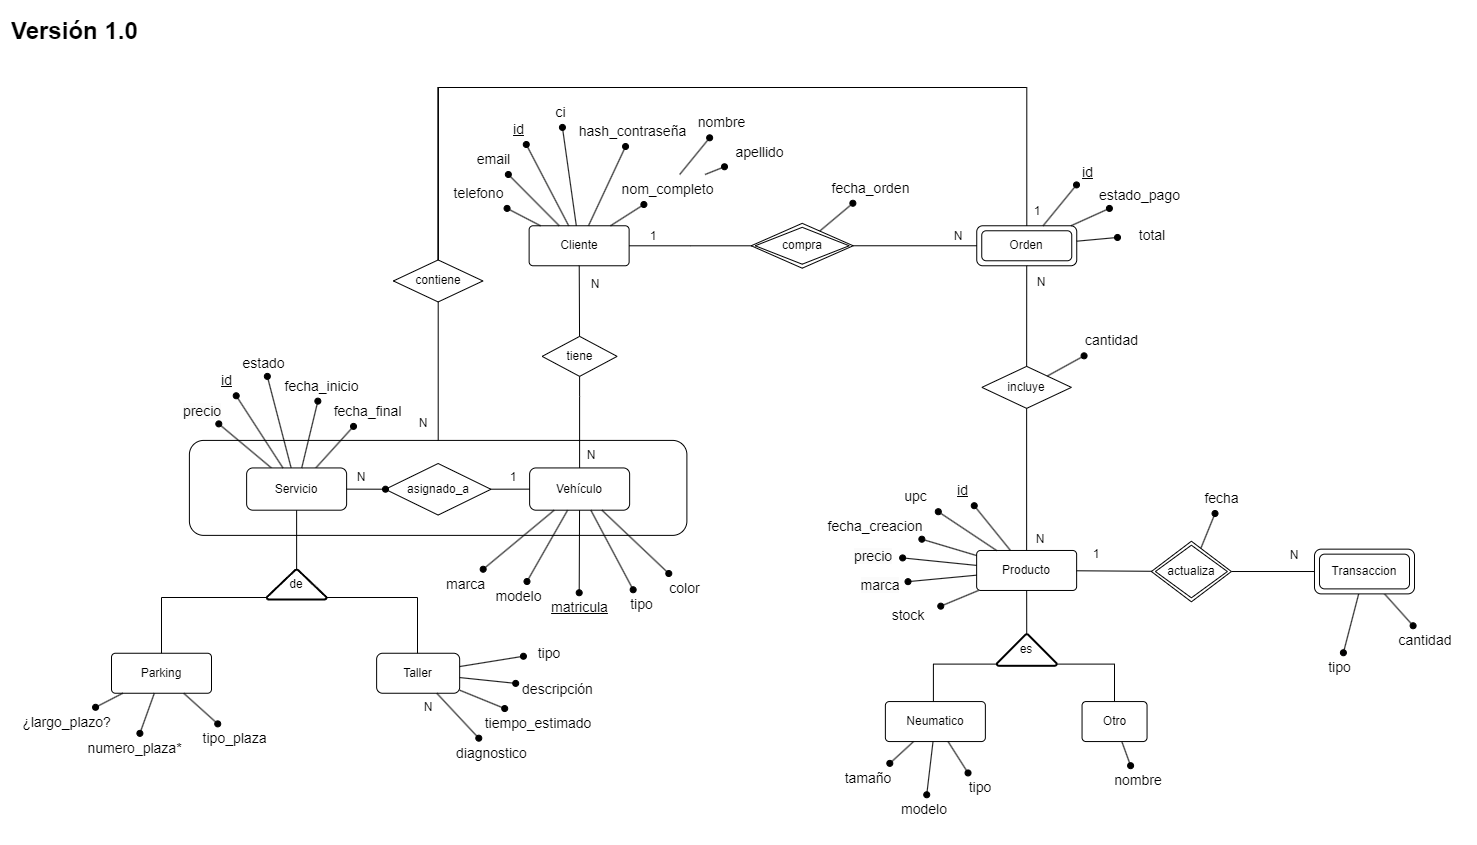 Versión 1.0
ci
id
hash_contraseña
nombre
email
apellido
telefono
nom_completo
fecha_orden
id
estado_pago
total
1
Cliente
1
compra
N
Orden
contiene
N
N
tiene
cantidad
incluye
estado
id
fecha_inicio
precio
fecha_final
N
N
Servicio
N
asignado_a
1
Vehículo
upc
id
fecha_creacion
precio
marca
stock
N
Producto
1
actualiza
fecha
N
Transaccion
tipo
cantidad
marca
modelo
matricula
tipo
color
de
es
Parking
Taller
N
tipo
descripción
tiempo_estimado
diagnostico
¿largo_plazo?
numero_plaza*
tipo_plaza
Neumatico
Otro
tamaño
modelo
tipo
nombre